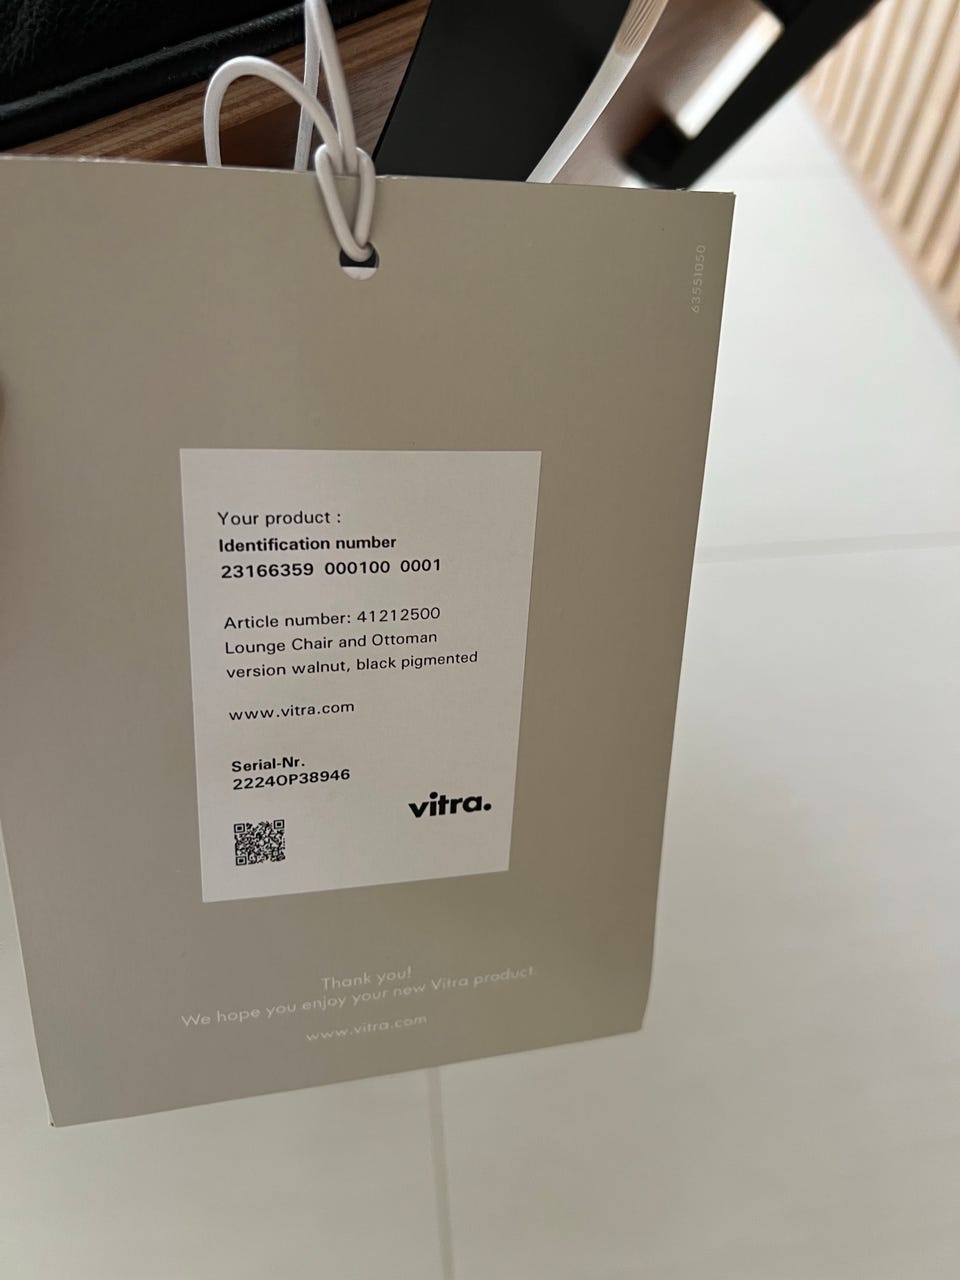 63551050
Your product :
Identification number
23166359 000100 0001
Article number: 41212500
Lounge Chair and Ottoman
version walnut, black pigmented
www.vitra.com
Serial-Nr.
2224OP38946
vitra.
Thank you!
We hope you enjoy your new Vitra product.
www.vitra.com